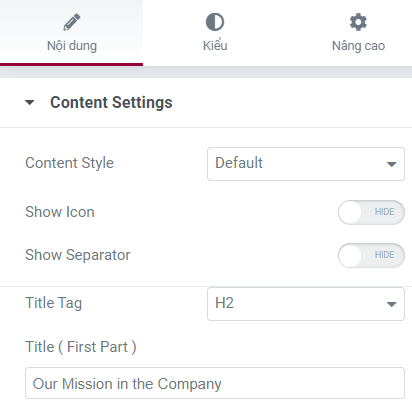 Nội dung Kiểu Nâng cao
Content Settings
Content Style Default
Show Icon HIDE
Show Separator HIDE
Title Tag H2
Title ( First Part )
Our Mission in the Company